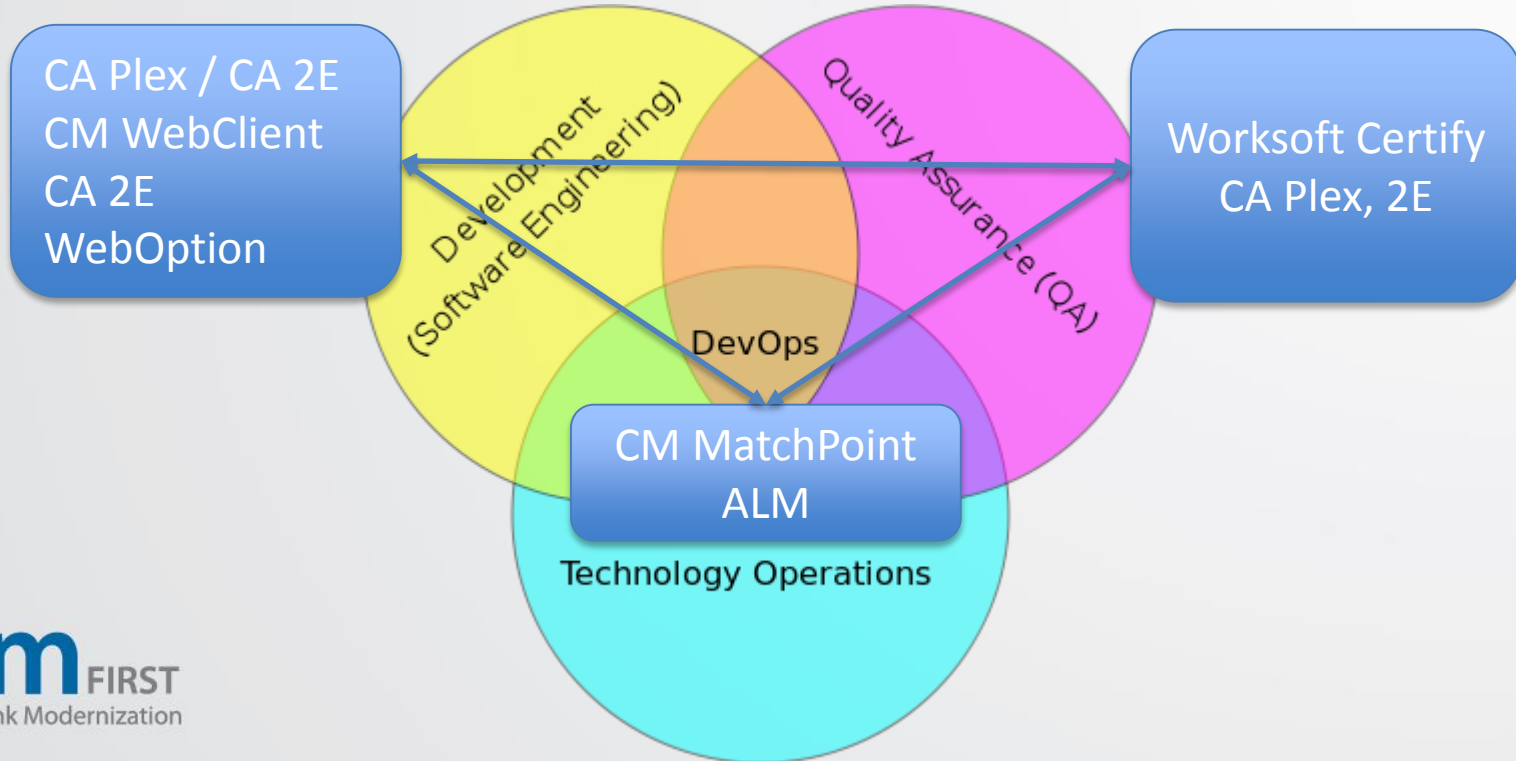 CA Plex / CA 2E
CM WebClient
CA 2E
WebOption
Development
(Software Engineering)
Quality Assurance (QA)
Worksoft Certify
CA Plex, 2E
DevOps
CM MatchPoint
ALM
Technology Operations
m FIRST
nk Modernization